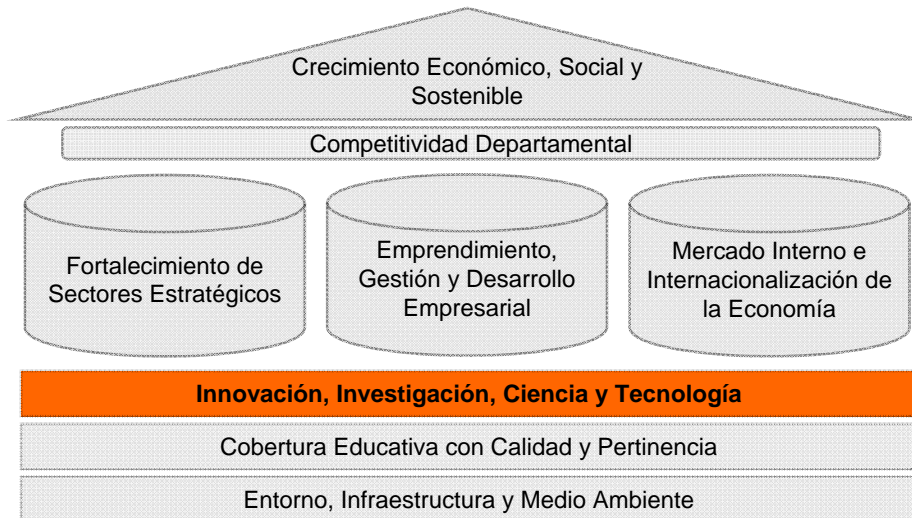 Crecimiento Económico, Social y
Sostenible
Competitividad Departamental
Fortalecimiento de
Sectores Estratégicos
Emprendimiento,
Gestión y Desarrollo
Empresarial
Mercado Interno e
Internacionalización de
la Economía
Innovación, Investigación, Ciencia y Tecnología
Cobertura Educativa con Calidad y Pertinencia
Entorno, Infraestructura y Medio Ambiente